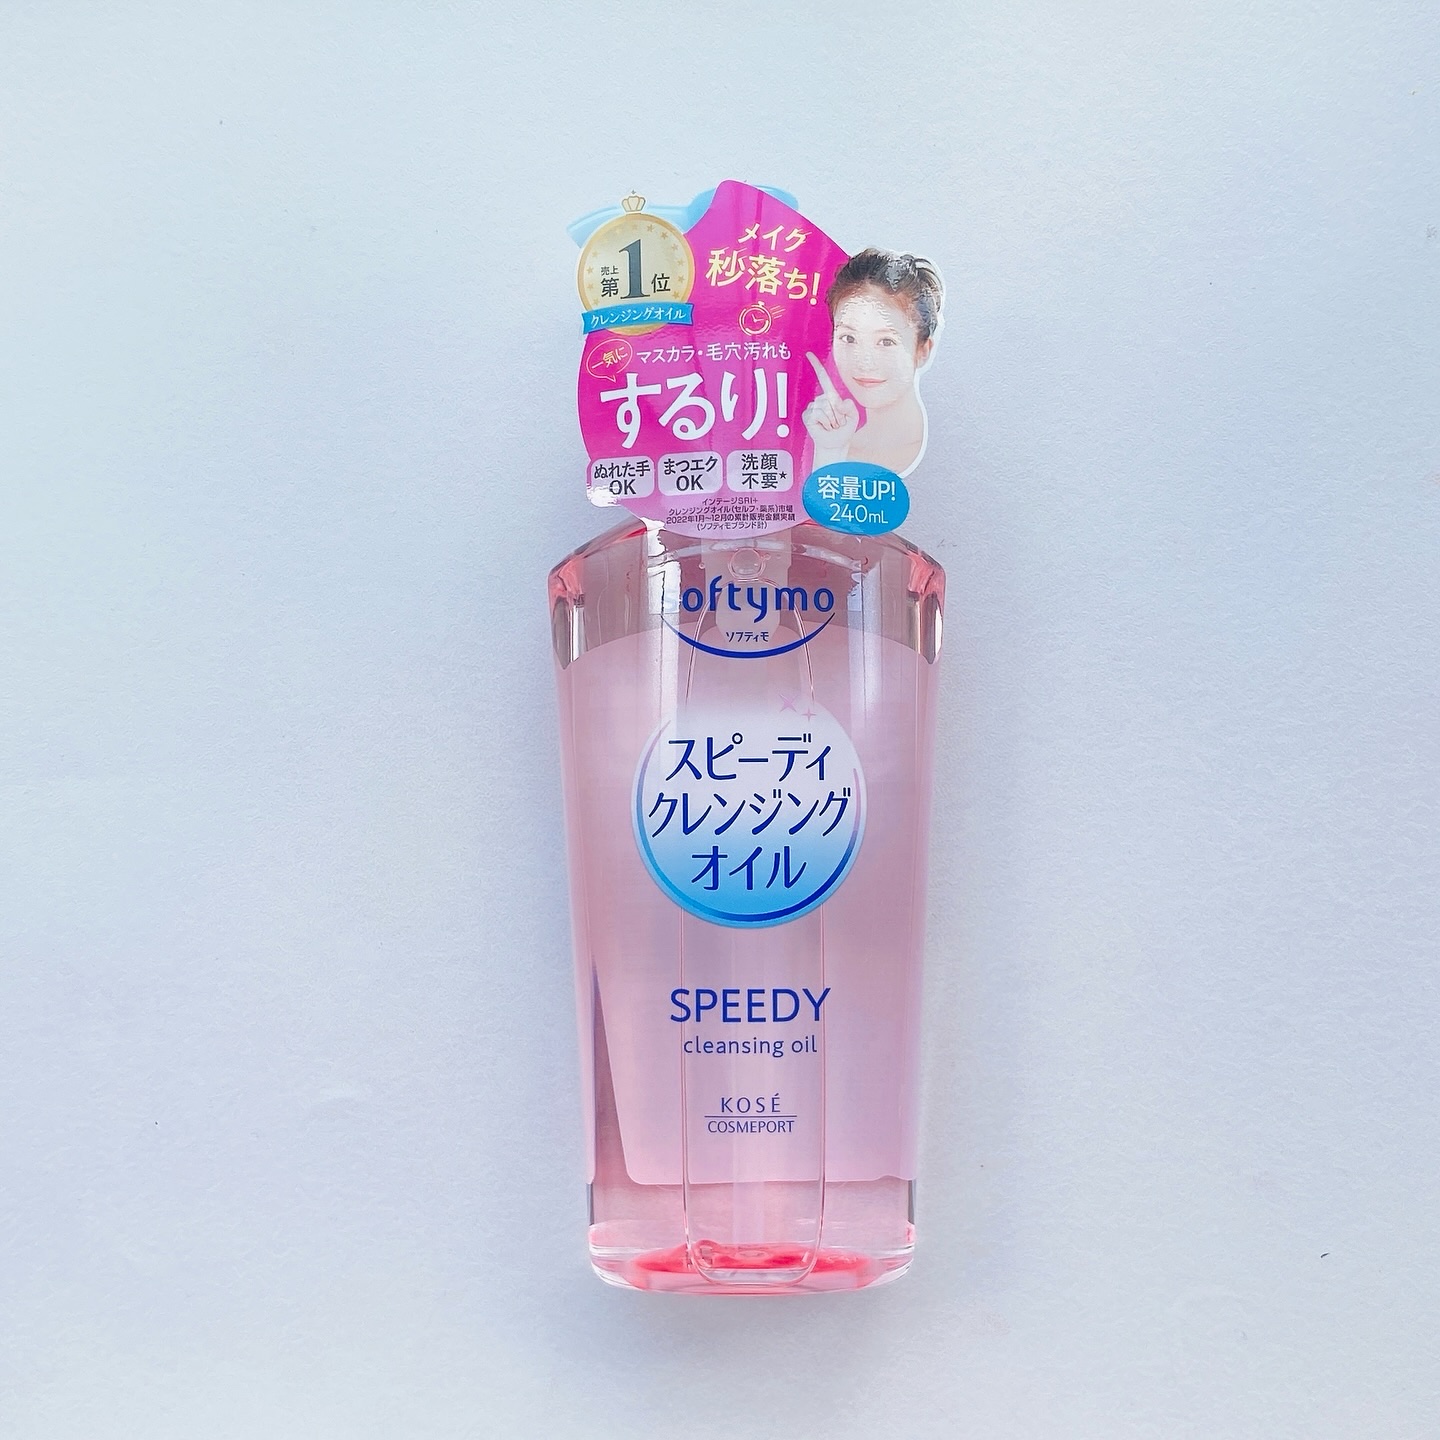 売上
第1位
クレンジングオイル
メイク
秒落ち!
一気に
マスカラ・毛穴汚れも
するり!
ぬれた手
OK
まつエク
OK
洗顔
不要*
インテージSRI+
クレンジングオイル(セルフ・薬系)市場
2022年1月〜12月の累計販売金額実績
(ソフティモブランド計)
容量UP!
240mL
softymo
ソフティモ
スピーディ
クレンジング
オイル
SPEEDY
cleansing oil
KOSÉ
COSMEPORT